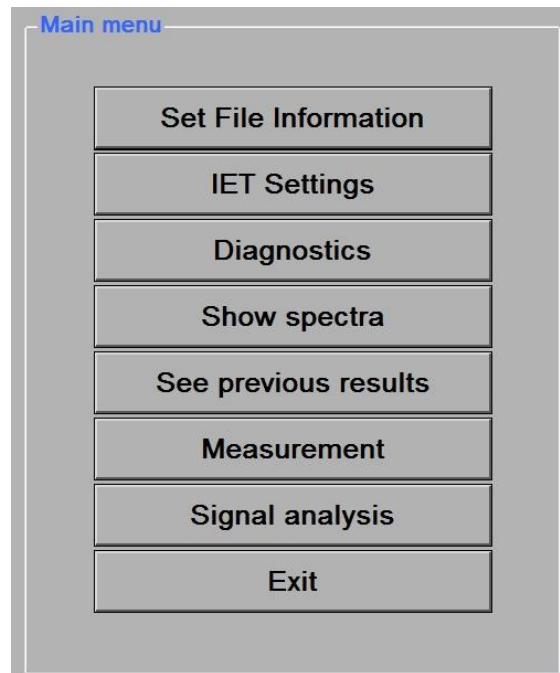 Main menu
Set File Information
IET Settings
Diagnostics
Show spectra
See previous results
Measurement
Signal analysis
Exit